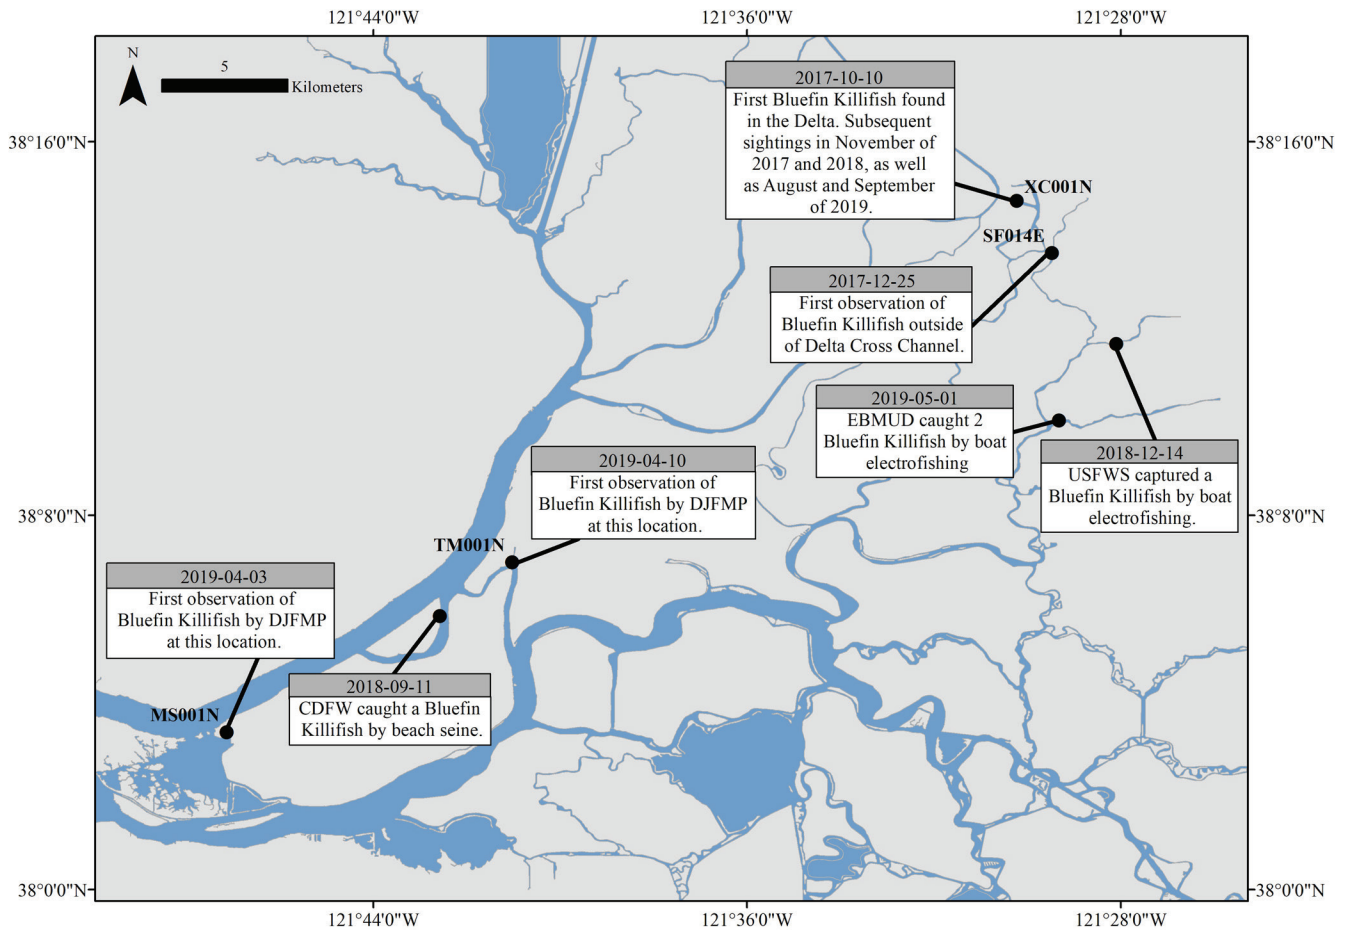 121°44'0"W
121°36'0"W
121°28'0"W
N
5
Kilometers
38°16'0"N
38°16'0"N
2017-10-10
First Bluefin Killifish found
in the Delta. Subsequent
sightings in November of
2017 and 2018, as well
as August and September
of 2019.
XC001N
SF014E
2017-12-25
First observation of
Bluefin Killifish outside
of Delta Cross Channel.
2019-05-01
EBMUD caught 2
Bluefin Killifish by boat
electrofishing
2018-12-14
USFWS captured a
Bluefin Killifish by boat
electrofishing.
2019-04-10
First observation of
Bluefin Killifish by DJFMP
at this location.
38°8'0"N
38°8'0"N
TM001N
2019-04-03
First observation of
Bluefin Killifish by DJFMP
at this location.
2018-09-11
CDFW caught a Bluefin
Killifish by beach seine.
MS001N
38°0'0"N
38°0'0"N
121°44'0"W
121°36'0"W
121°28'0"W